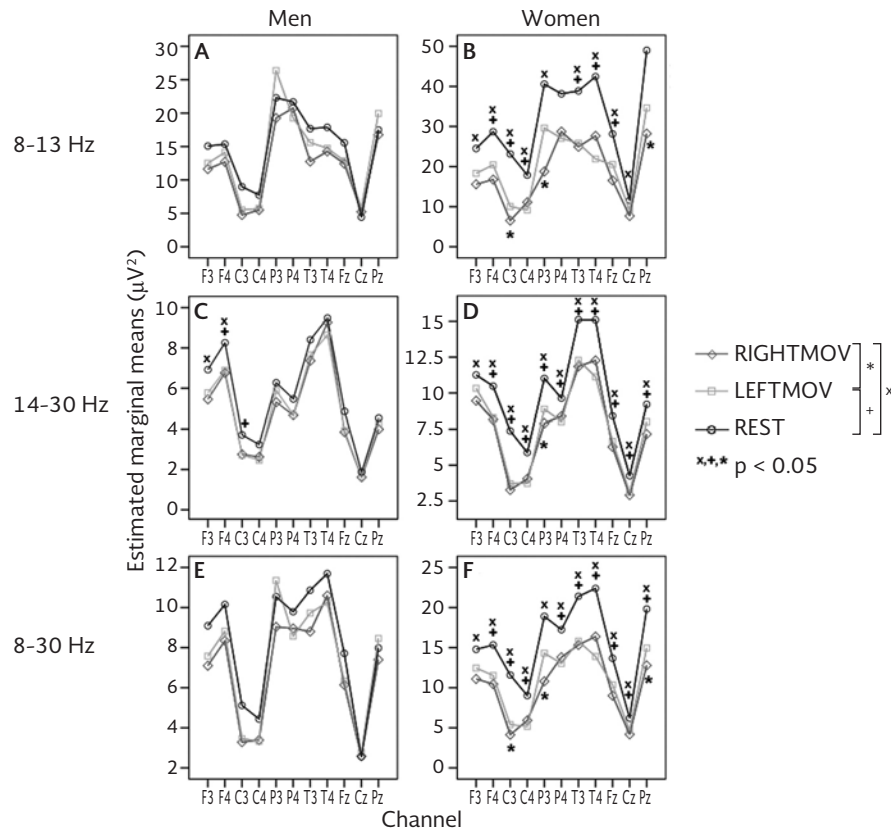 Men
Women
Estimated marginal means (µV²)
8-13 Hz
A
30
25
20
15
10
5
0
F3 F4 C3 C4 P3 P4 T3 T4 Fz Cz Pz
B
50
40
30
20
10
0
x x + x + x + x x + x + x + x * * *
F3 F4 C3 C4 P3 P4 T3 T4 Fz Cz Pz
14-30 Hz
C
10
8
6
4
2
0
x x + +
F3 F4 C3 C4 P3 P4 T3 T4 Fz Cz Pz
D
15
12.5
10.0
7.5
5.0
2.5
x x + x + x + x + x + x + x + x + x + x + *
F3 F4 C3 C4 P3 P4 T3 T4 Fz Cz Pz
8-30 Hz
E
12
10
8
6
4
2
F3 F4 C3 C4 P3 P4 T3 T4 Fz Cz Pz
F
25
20
15
10
5
0
x x + x + x + x x + x + x + x + x + x + * * *
F3 F4 C3 C4 P3 P4 T3 T4 Fz Cz Pz
Channel
RIGHTMOV
LEFTMOV
REST
* + x
x,+,* p < 0.05